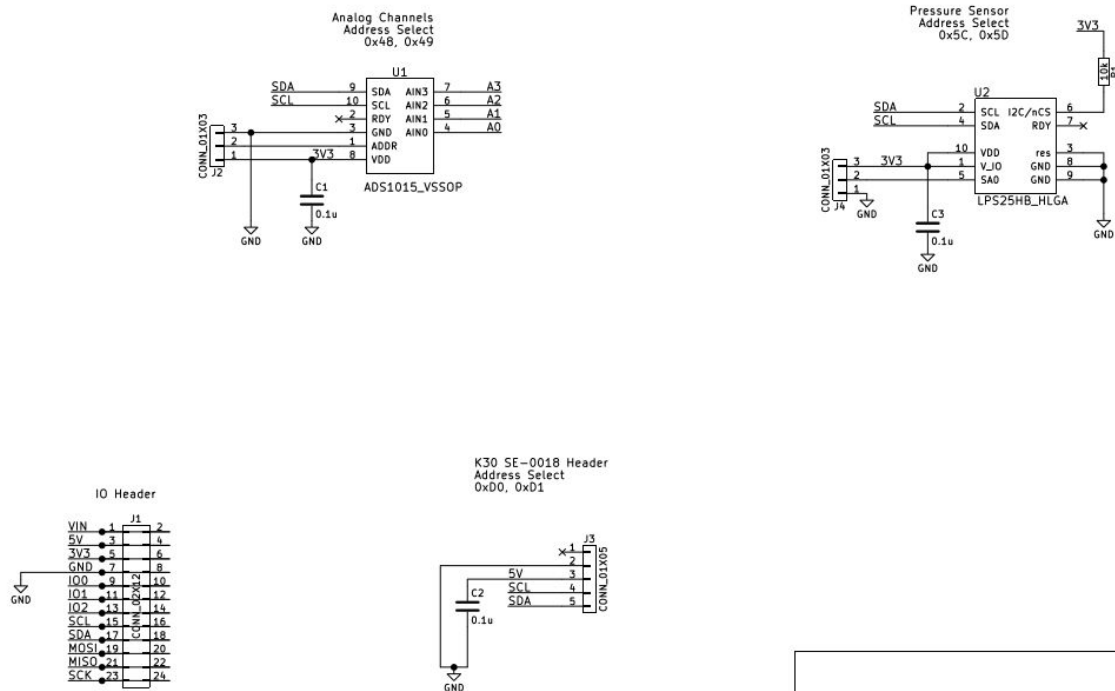 Analog Channels
Address Select
0x48, 0x49
U1
SDA 9 SDA AIN3 7 A3
SCL 10 SCL AIN2 6 A2
2 RDY AIN1 5 A1
3 3 GND AIN0 4 A0
2 1 ADDR
1 3V3 8 VDD
CONN_01X03
J2
ADS1015_VSSOP
C1
0.1u
GND
GND
Pressure Sensor
Address Select
0x5C, 0x5D
3V3
10k
U2
SDA 2 SCL I2C/nCS 6
SCL 4 SDA RDY 7
10 VDD res 3
3 3V3 1 V_IO GND 8
2 5 SA0 GND 9
1
CONN_01X03
J4
GND
LPS25HB_HLGA
C3
0.1u
GND
GND
K30 SE-0018 Header
Address Select
0xD0, 0xD1
J3
1
2
5V 3
SCL 4
SDA 5
CONN_01X05
C2
0.1u
GND
IO Header
J1
VIN 1 2
5V 3 4
3V3 5 6
GND 7 8
IO0 9 10
IO1 11 12
IO2 13 14
SCL 15 16
SDA 17 18
MOSI 19 20
MISO 21 22
SCK 23 24
CONN_02X12
GND